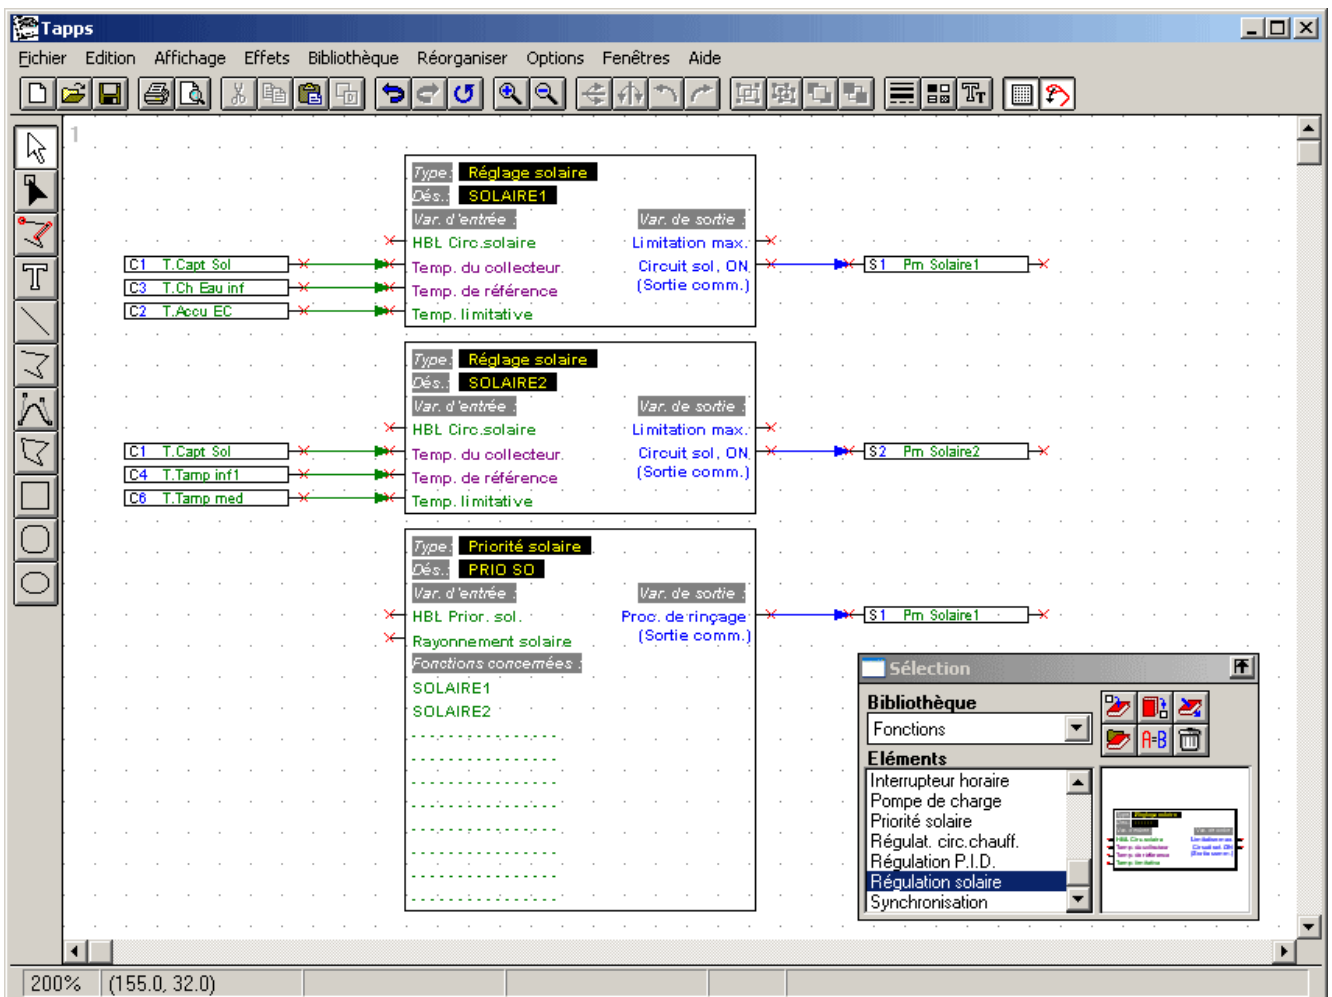 Tapps
Fichier Edition Affichage Effets Bibliothèque Réorganiser Options Fenêtres Aide
1
Type: Réglage solaire
Dés.: SOLAIRE1
Var. d'entrée : Var. de sortie :
HBL Circ.solaire Limitation max.
C1 T.Capt Sol Temp. du collecteur. Circuit sol, ON S1 Pm Solaire1
C3 T.Ch Eau inf Temp. de référence (Sortie comm.)
C2 T.Accu EC Temp. limitative
Type: Réglage solaire
Dés.: SOLAIRE2
Var. d'entrée : Var. de sortie :
HBL Circ.solaire Limitation max.
C1 T.Capt Sol Temp. du collecteur. Circuit sol, ON S2 Pm Solaire2
C4 T.Tamp inf1 Temp. de référence (Sortie comm.)
C6 T.Tamp med Temp. limitative
Type: Priorité solaire
Dés.: PRIO SO
Var. d'entrée : Var. de sortie :
HBL Prior. sol. Proc. de rinçage S1 Pm Solaire1
Rayonnement solaire (Sortie comm.)
Fonctions concernées :
SOLAIRE1
SOLAIRE2
Sélection
Bibliothèque
Fonctions
A=B
Eléments
Interrupteur horaire
Pompe de charge
Priorité solaire
Régulat. circ.chauff.
Régulation P.I.D.
Régulation solaire
Synchronisation
200% (155.0, 32.0)